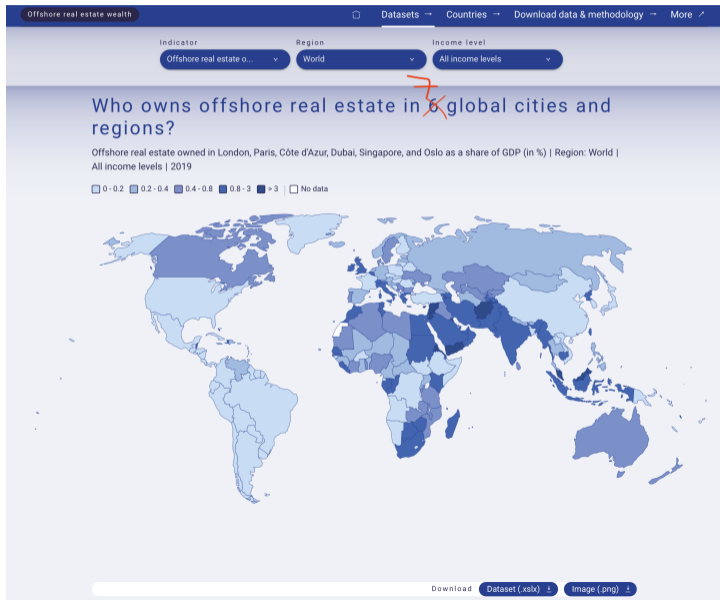 Offshore real estate wealth
Datasets → Countries → Download data & methodology → More ↗
Indicator Region Income level
Offshore real estate o... World All income levels
7
Who owns offshore real estate in 6 global cities and
regions?
Offshore real estate owned in London, Paris, Côte d'Azur, Dubai, Singapore, and Oslo as a share of GDP (in %) | Region: World |
All income levels | 2019
0 - 0.2 0.2 - 0.4 0.4 - 0.8 0.8 - 3 > 3 No data
Download Dataset (.xslx) Image (.png)